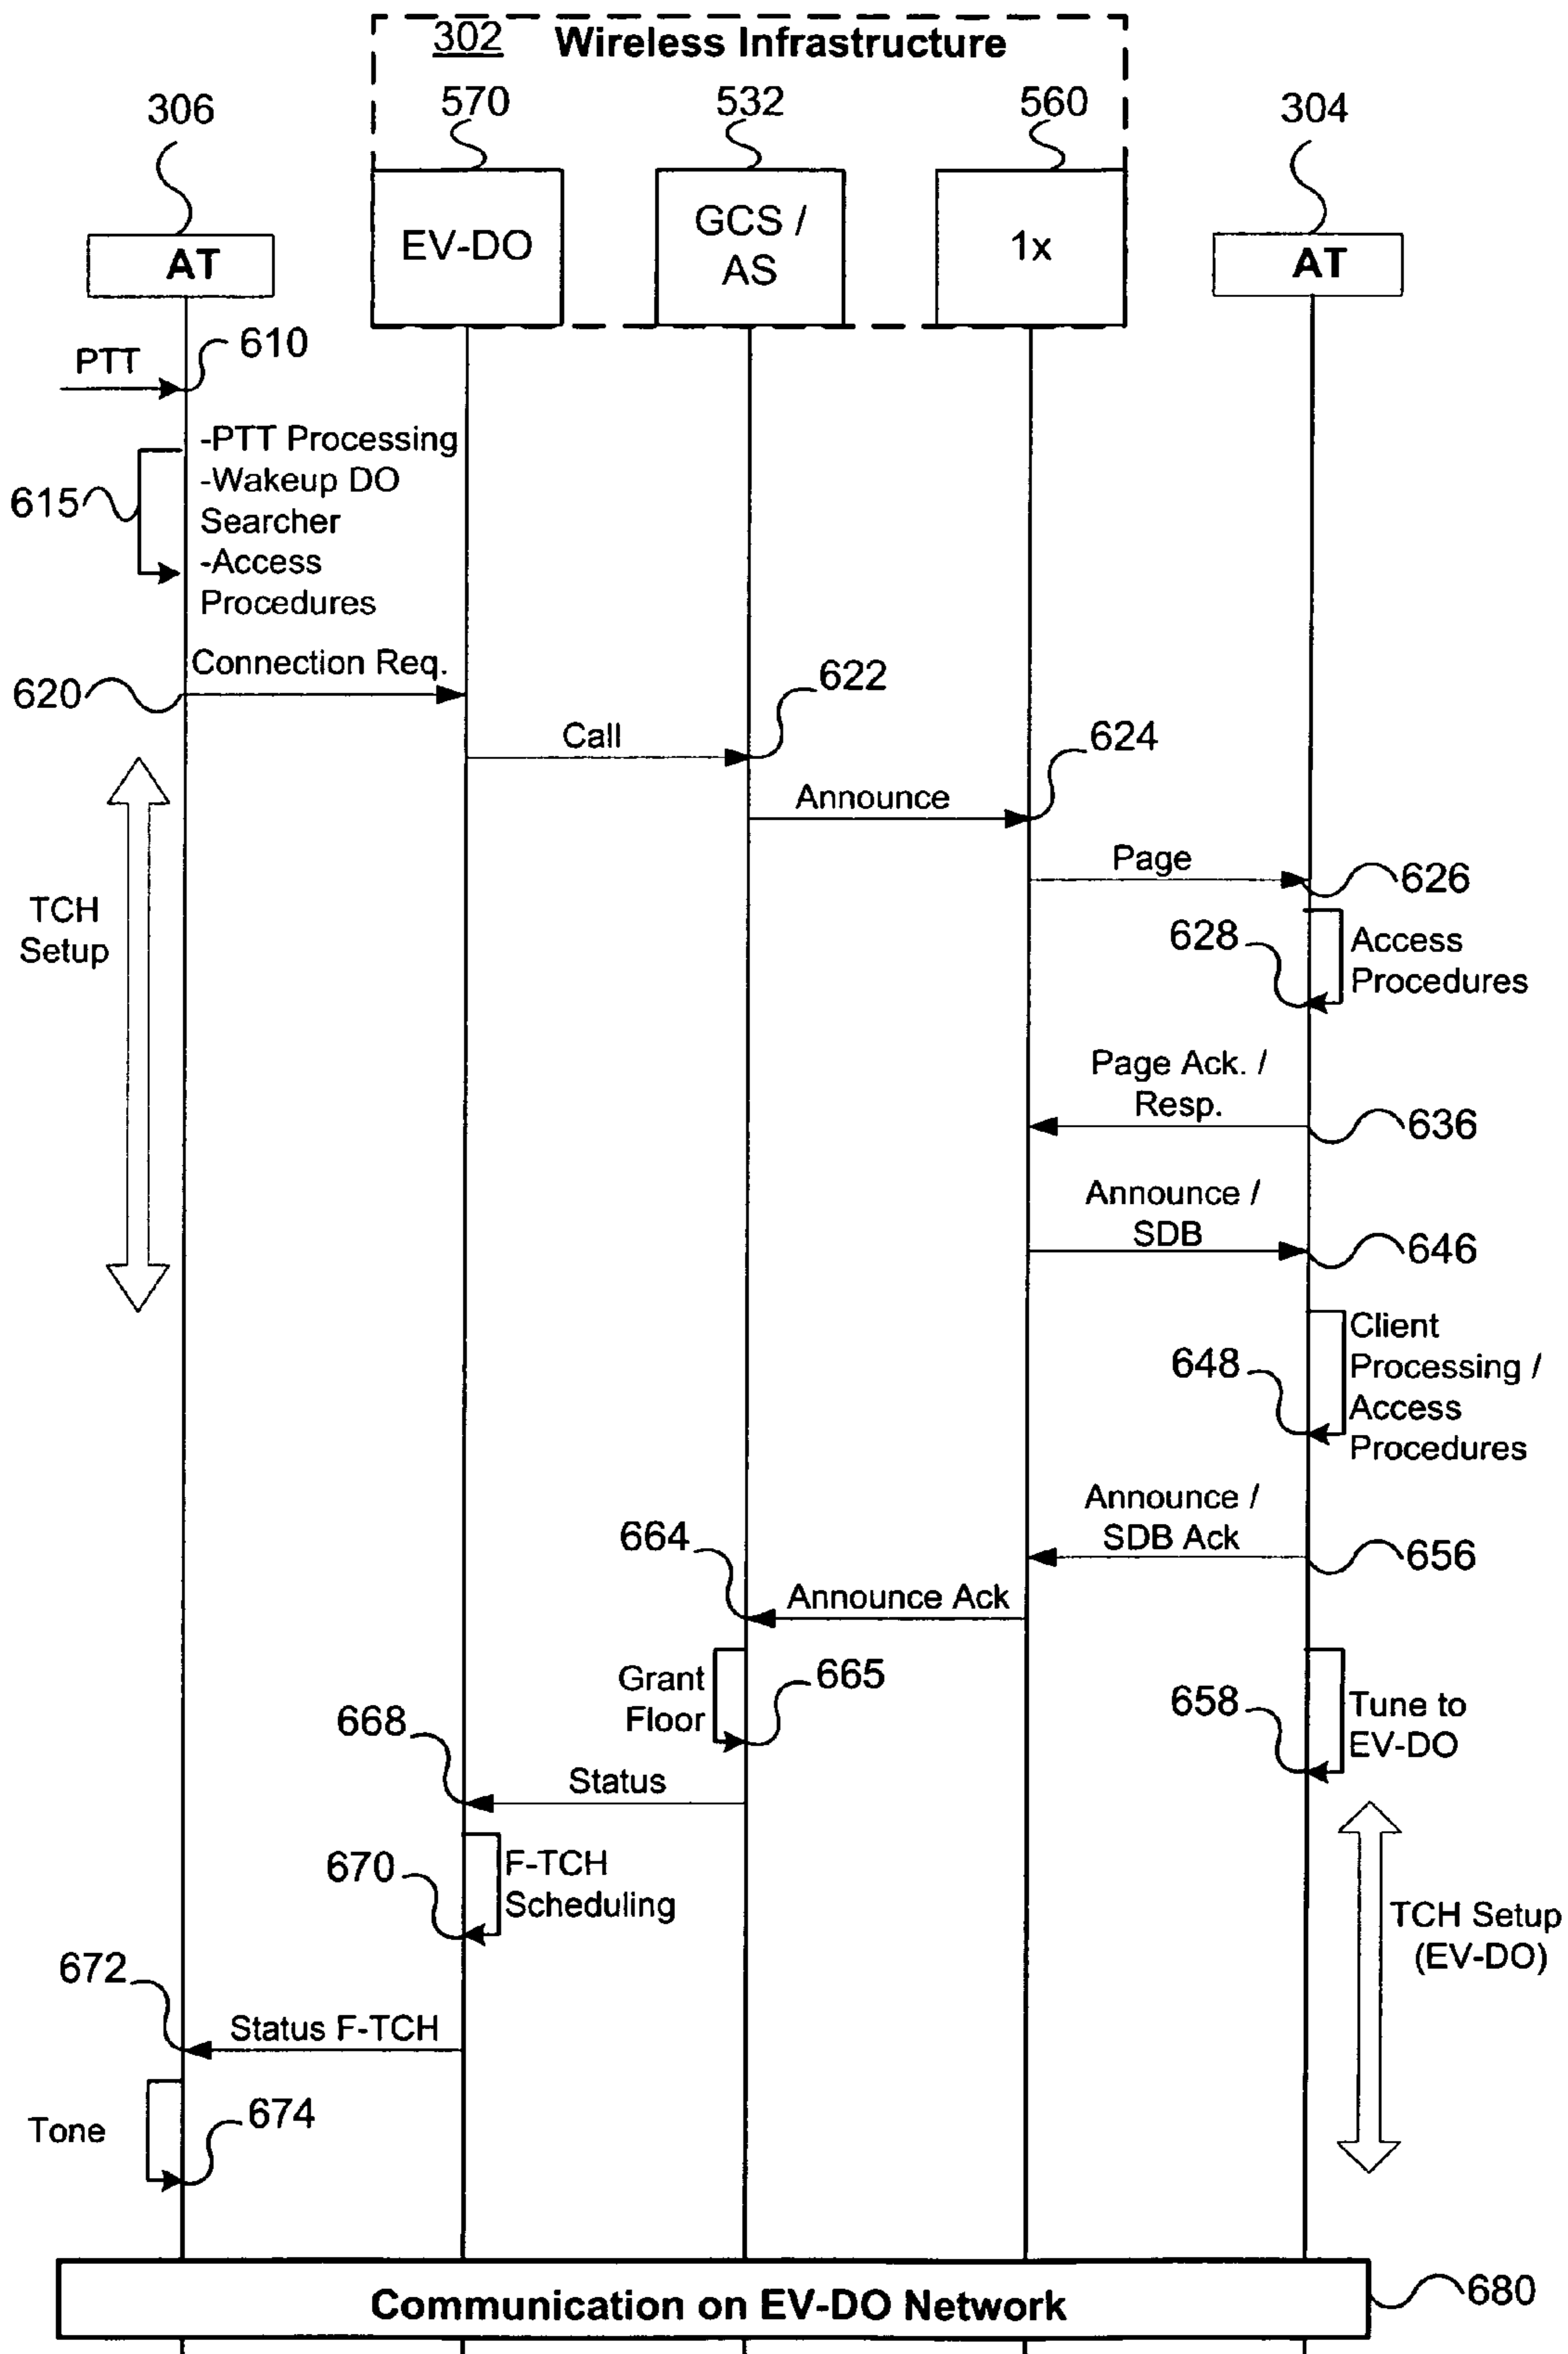 302 Wireless Infrastructure
306
570
532
560
304
AT
EV-DO
GCS /
AS
1x
AT
PTT
610
-PTT Processing
-Wakeup DO
Searcher
-Access
Procedures
615
Connection Req.
620
622
Call
624
Announce
Page
626
TCH
Setup
628
Access
Procedures
Page Ack. /
Resp.
636
Announce /
SDB
646
Client
Processing /
Access
Procedures
648
Announce /
SDB Ack
656
664
Announce Ack
Grant
Floor
665
658
Tune to
EV-DO
668
Status
670
F-TCH
Scheduling
TCH Setup
(EV-DO)
672
Status F-TCH
Tone
674
Communication on EV-DO Network
680